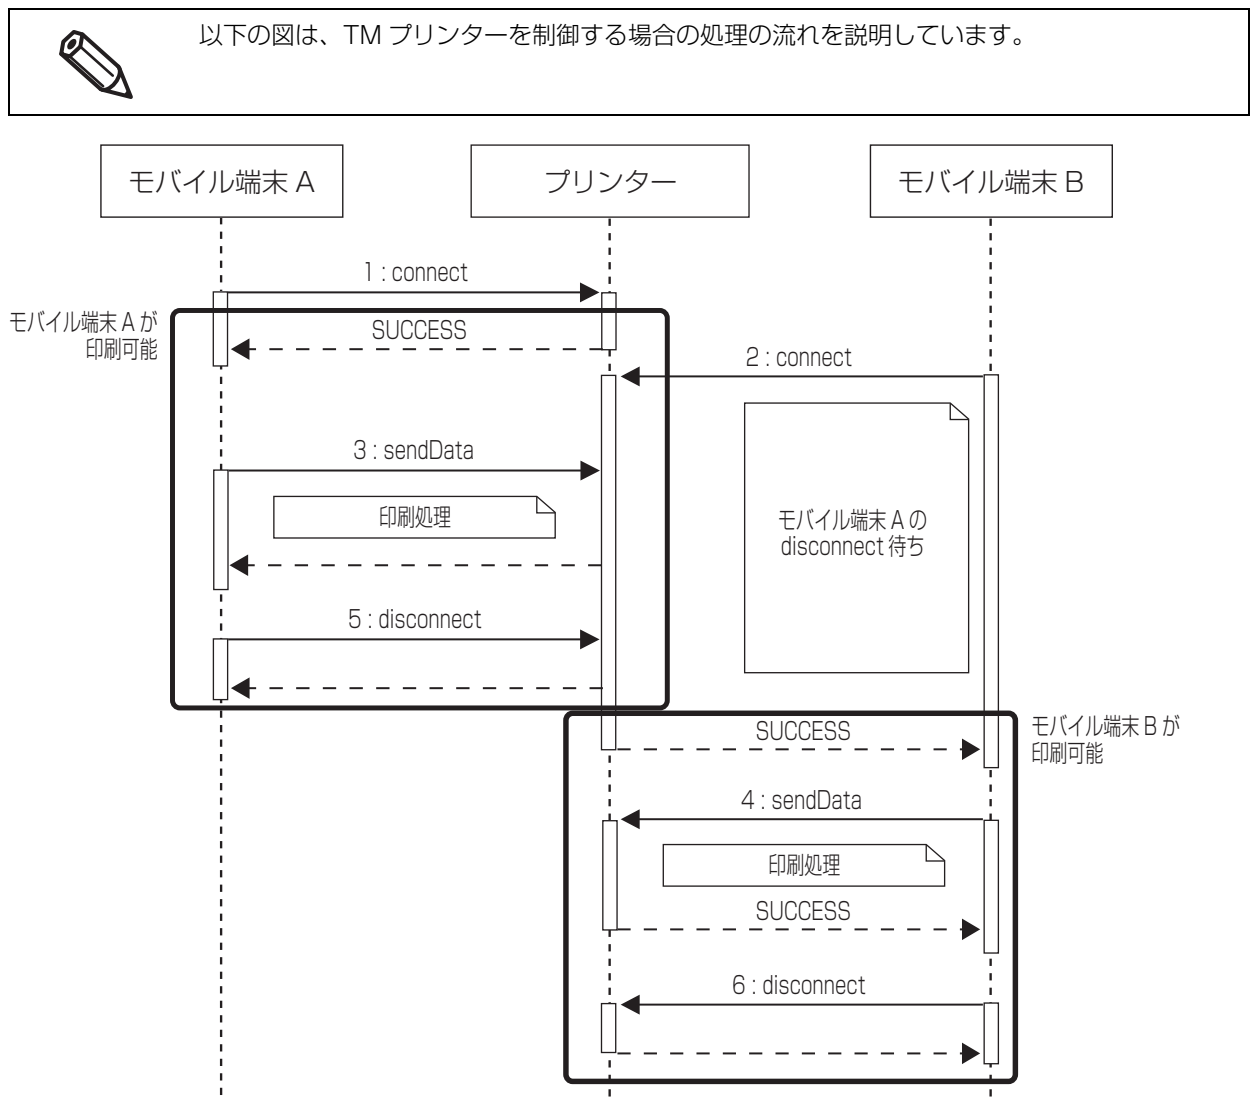 以下の図は、TM プリンターを制御する場合の処理の流れを説明しています。
モバイル端末 A
プリンター
モバイル端末 B
1 : connect
モバイル端末 A が
印刷可能
SUCCESS
2 : connect
3 : sendData
印刷処理
モバイル端末 A の
disconnect 待ち
5 : disconnect
SUCCESS
モバイル端末 B が
印刷可能
4 : sendData
印刷処理
SUCCESS
6 : disconnect